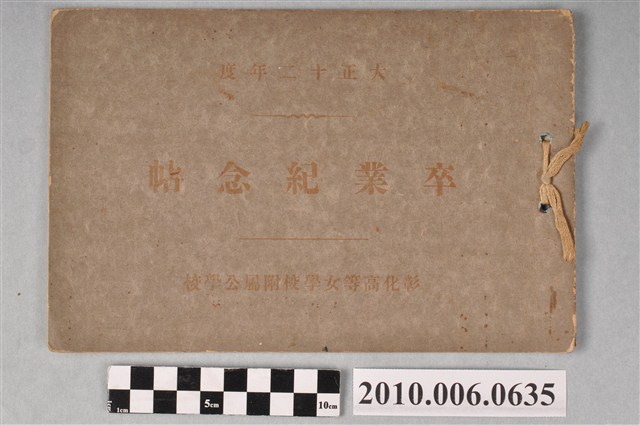 大正十二年度
卒業紀念帖
彰化高等女學校附属公學校
1cm 5cm 10cm
2010.006.0635